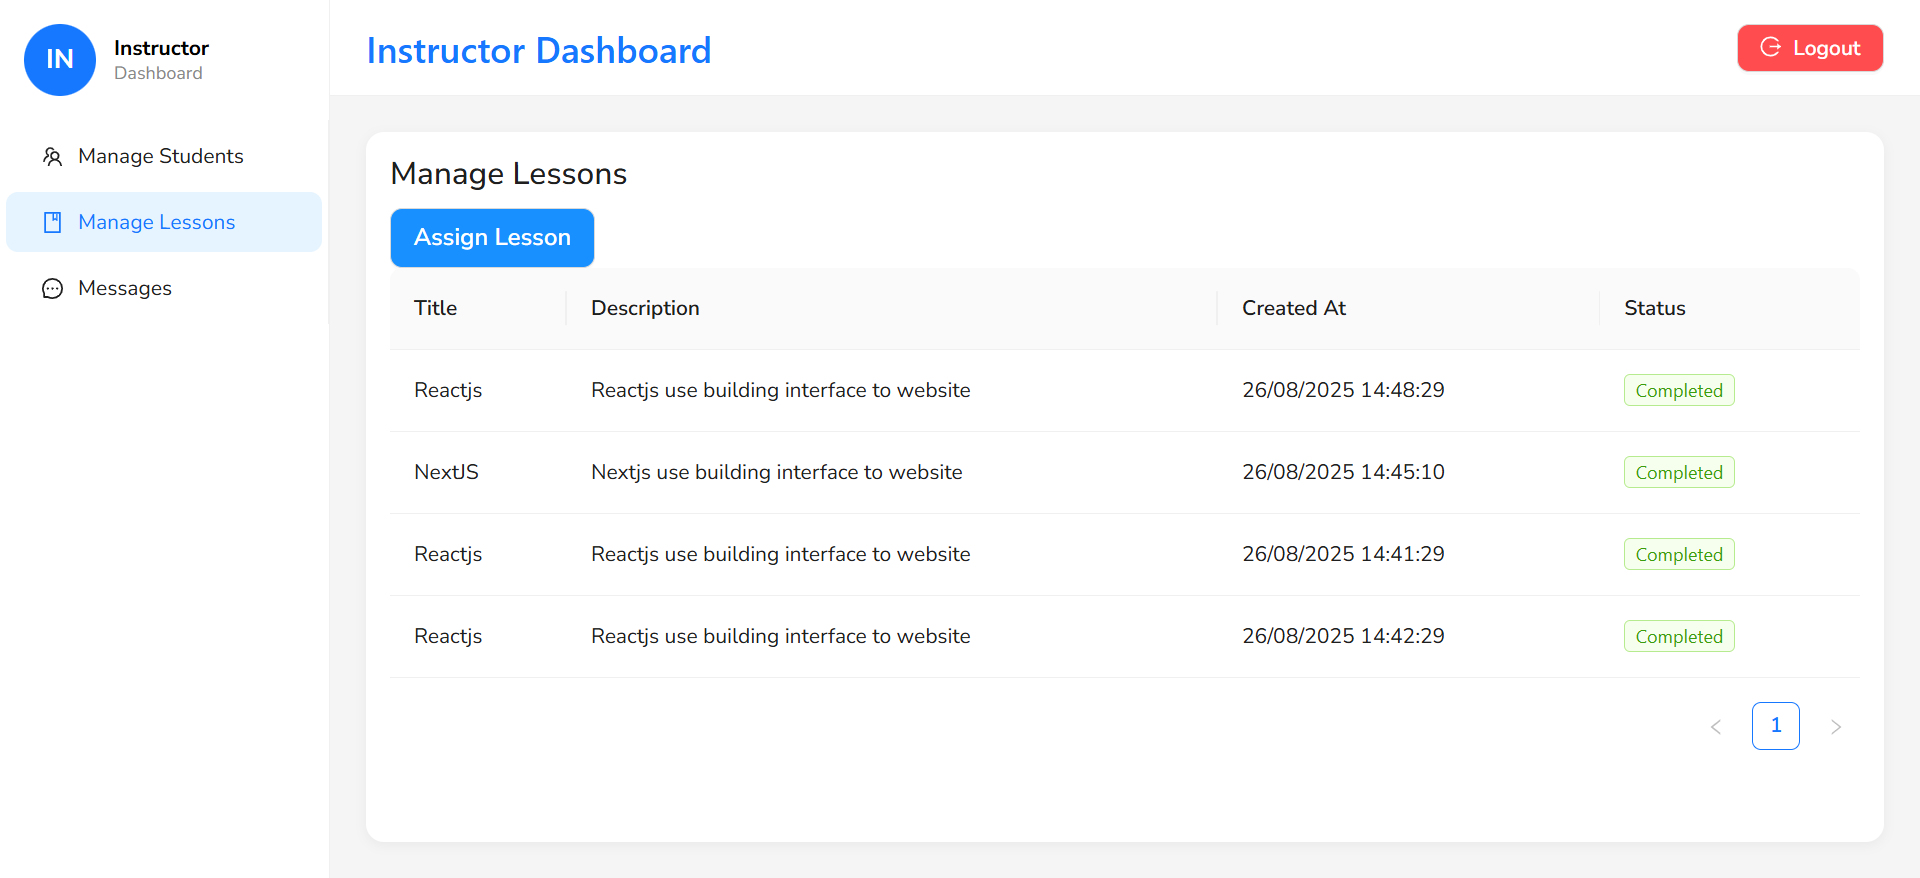 IN
Instructor
Dashboard
Manage Students
Manage Lessons
Messages
Instructor Dashboard
Logout
Manage Lessons
Assign Lesson
Title Description Created At Status
Reactjs Reactjs use building interface to website 26/08/2025 14:48:29 Completed
NextJS Nextjs use building interface to website 26/08/2025 14:45:10 Completed
Reactjs Reactjs use building interface to website 26/08/2025 14:41:29 Completed
Reactjs Reactjs use building interface to website 26/08/2025 14:42:29 Completed
1